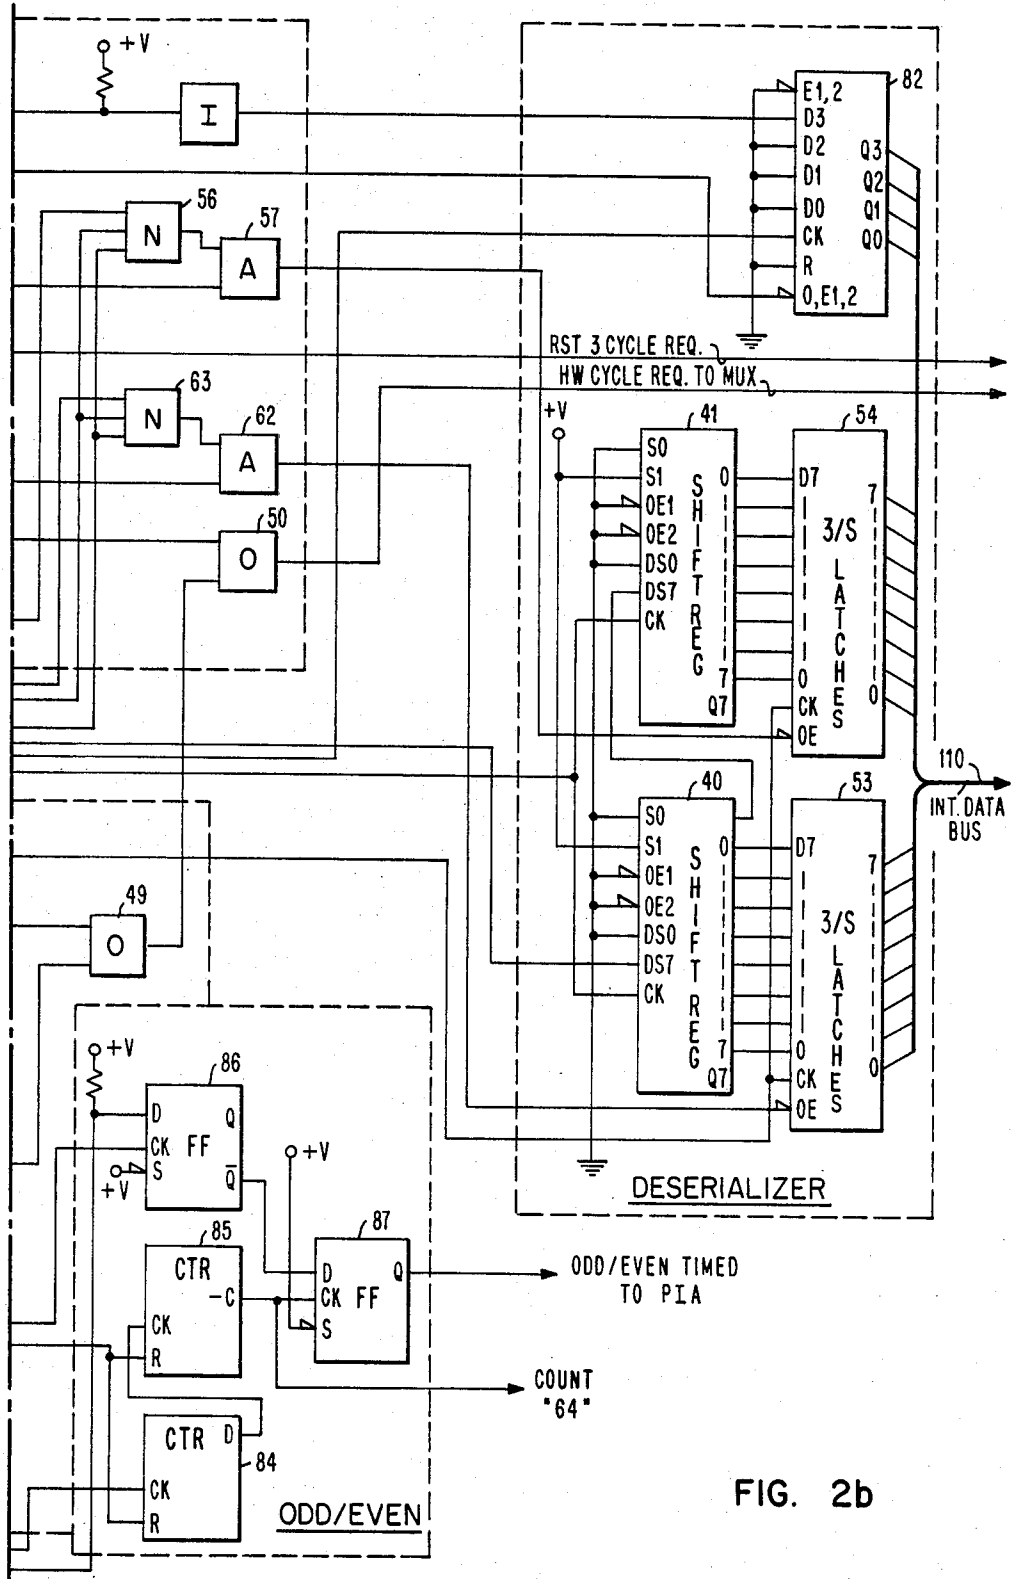 +V
I
82
E1,2
D3
D2
D1
D0
CK
R
0,E1,2
Q3
Q2
Q1
Q0
56
N
57
A
RST 3 CYCLE REQ.
HW CYCLE REQ. TO MUX
63
N
62
A
50
O
+V
41
S0
S1
OE1
OE2
DS0
DS7
CK
SHIFT REG
0
7
Q7
54
D7
3/S
LATCHES
0
CK
OE
7
0
110
INT. DATA
BUS
40
S0
S1
OE1
OE2
DS0
DS7
CK
SHIFT REG
0
7
Q7
53
D7
3/S
LATCHES
0
CK
OE
7
0
49
O
DESERIALIZER
+V
86
D
CK
S
FF
Q
Q̅
+V
+V
85
CTR
-C
CK
R
87
D
CK
S
FF
Q
ODD/EVEN TIMED
TO PIA
COUNT
"64"
CTR
D
84
CK
R
ODD/EVEN
FIG. 2b